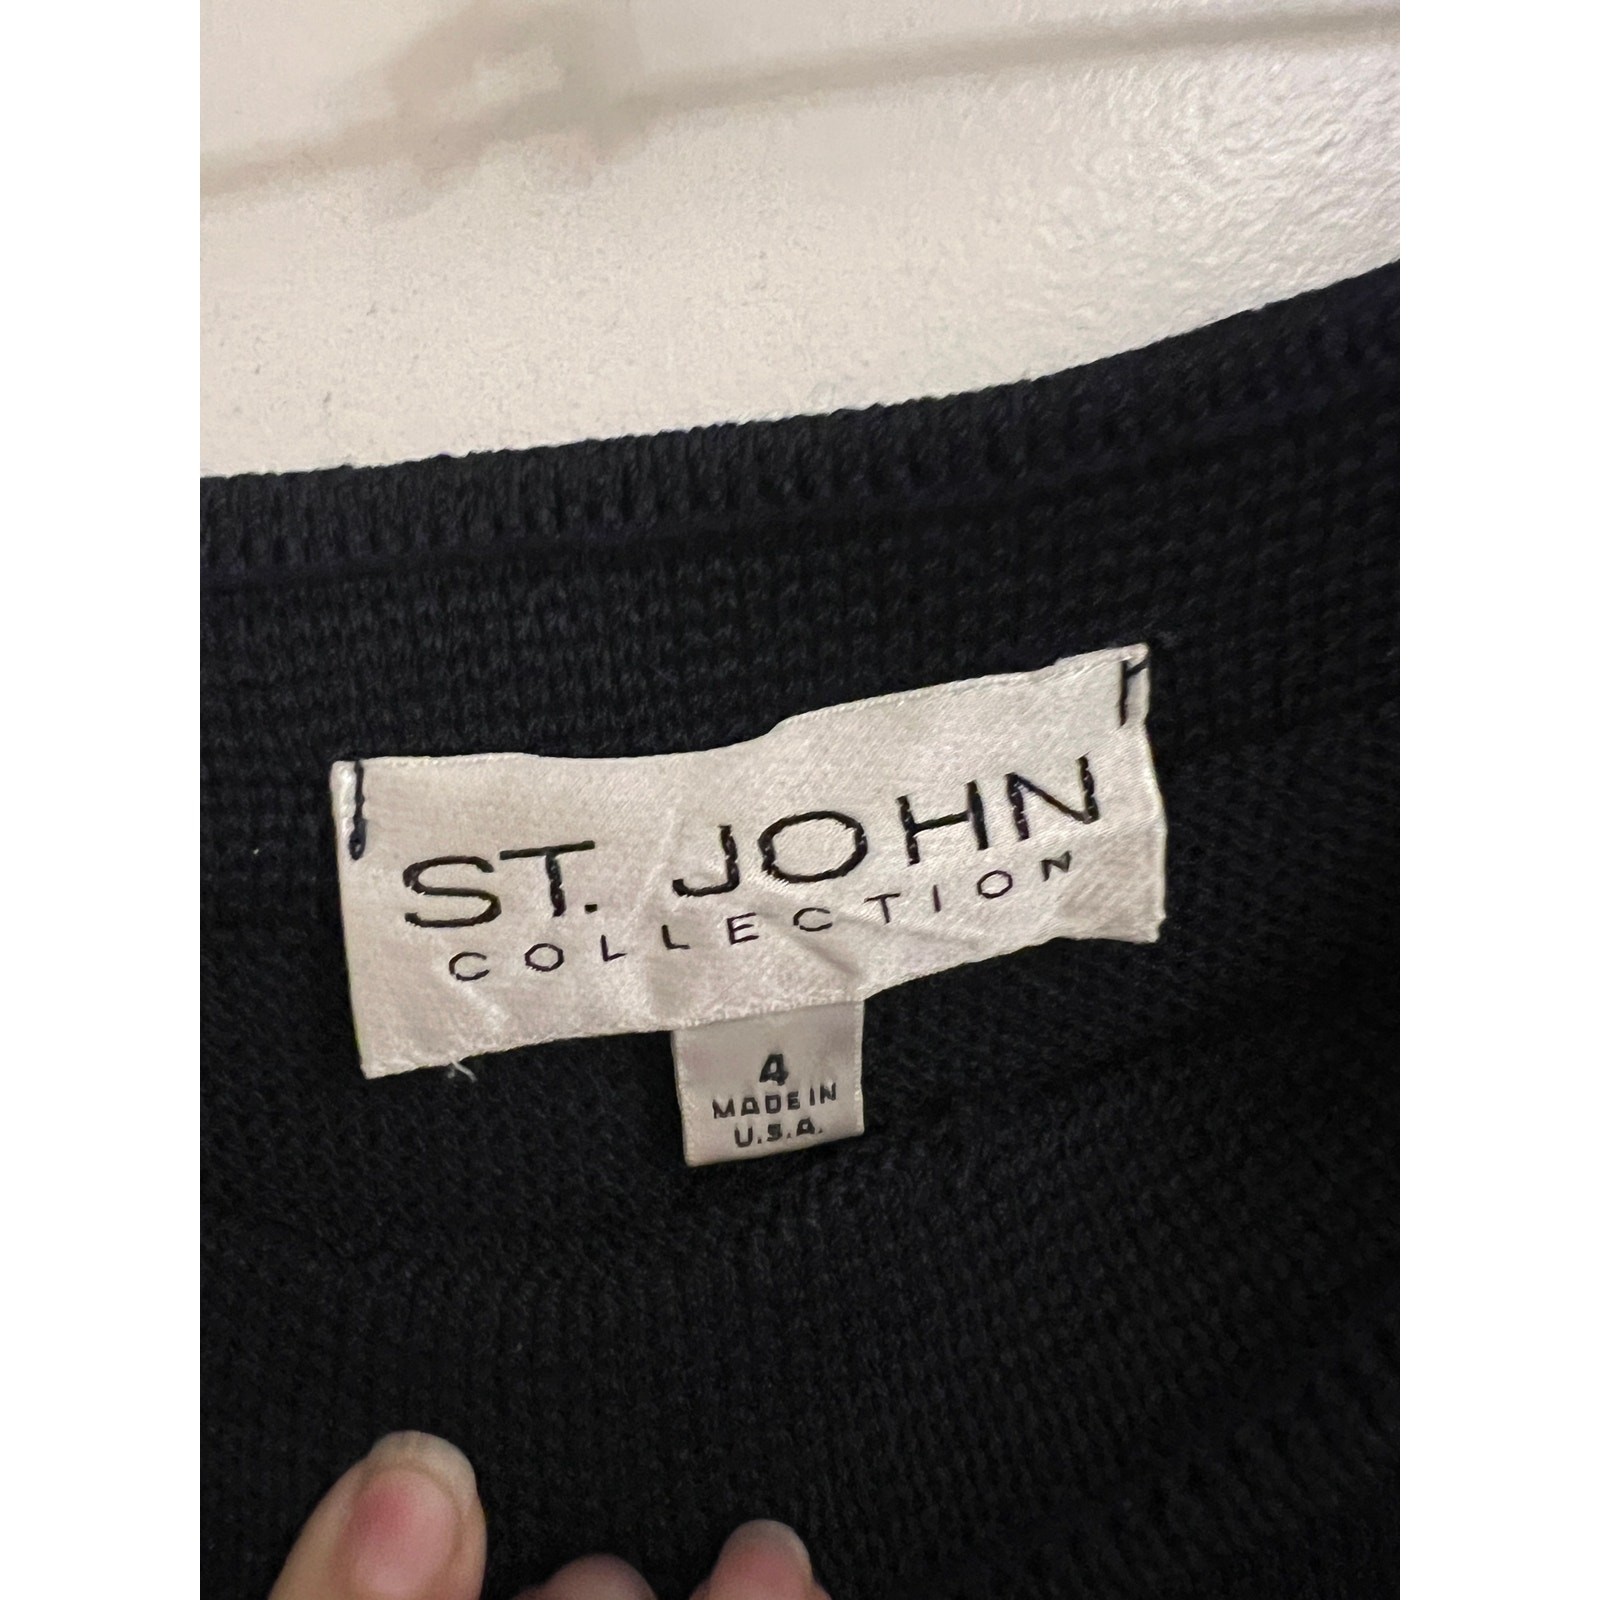 ST. JOHN
COLLECTION
4
MADE IN
U.S.A.